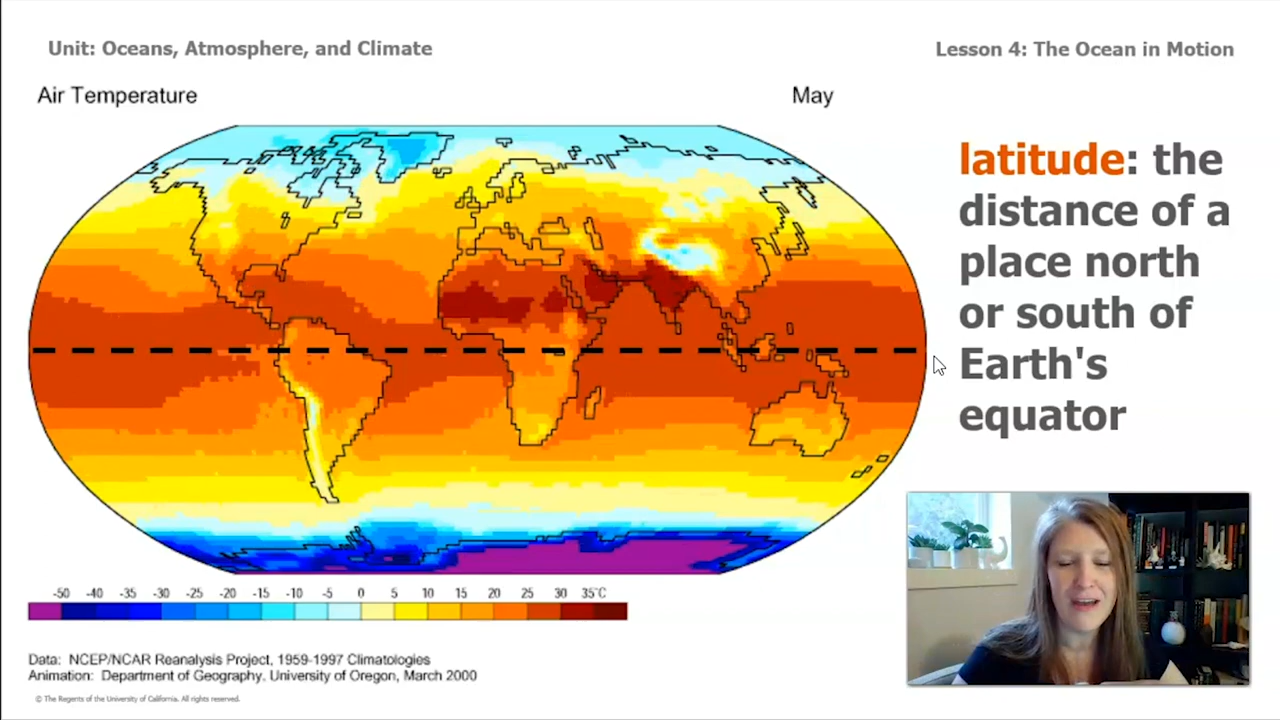 Unit: Oceans, Atmosphere, and Climate
Lesson 4: The Ocean in Motion
Air Temperature
May
latitude: the
distance of a
place north
or south of
Earth's
equator
-50 -40 -35 -30 -25 -20 -15 -10 -5 0 5 10 15 20 25 30 35°C
Data: NCEP/NCAR Reanalysis Project, 1959-1997 Climatologies
Animation: Department of Geography, University of Oregon, March 2000
© The Regents of the University of California. All rights reserved.